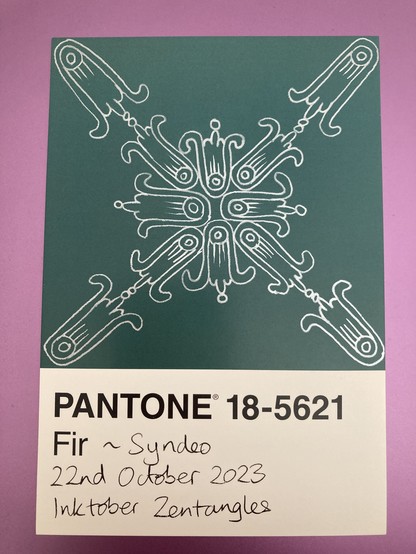 PANTONE® 18-5621
Fir ~ Syndeo
22nd October 2023
Inktober Zentangles